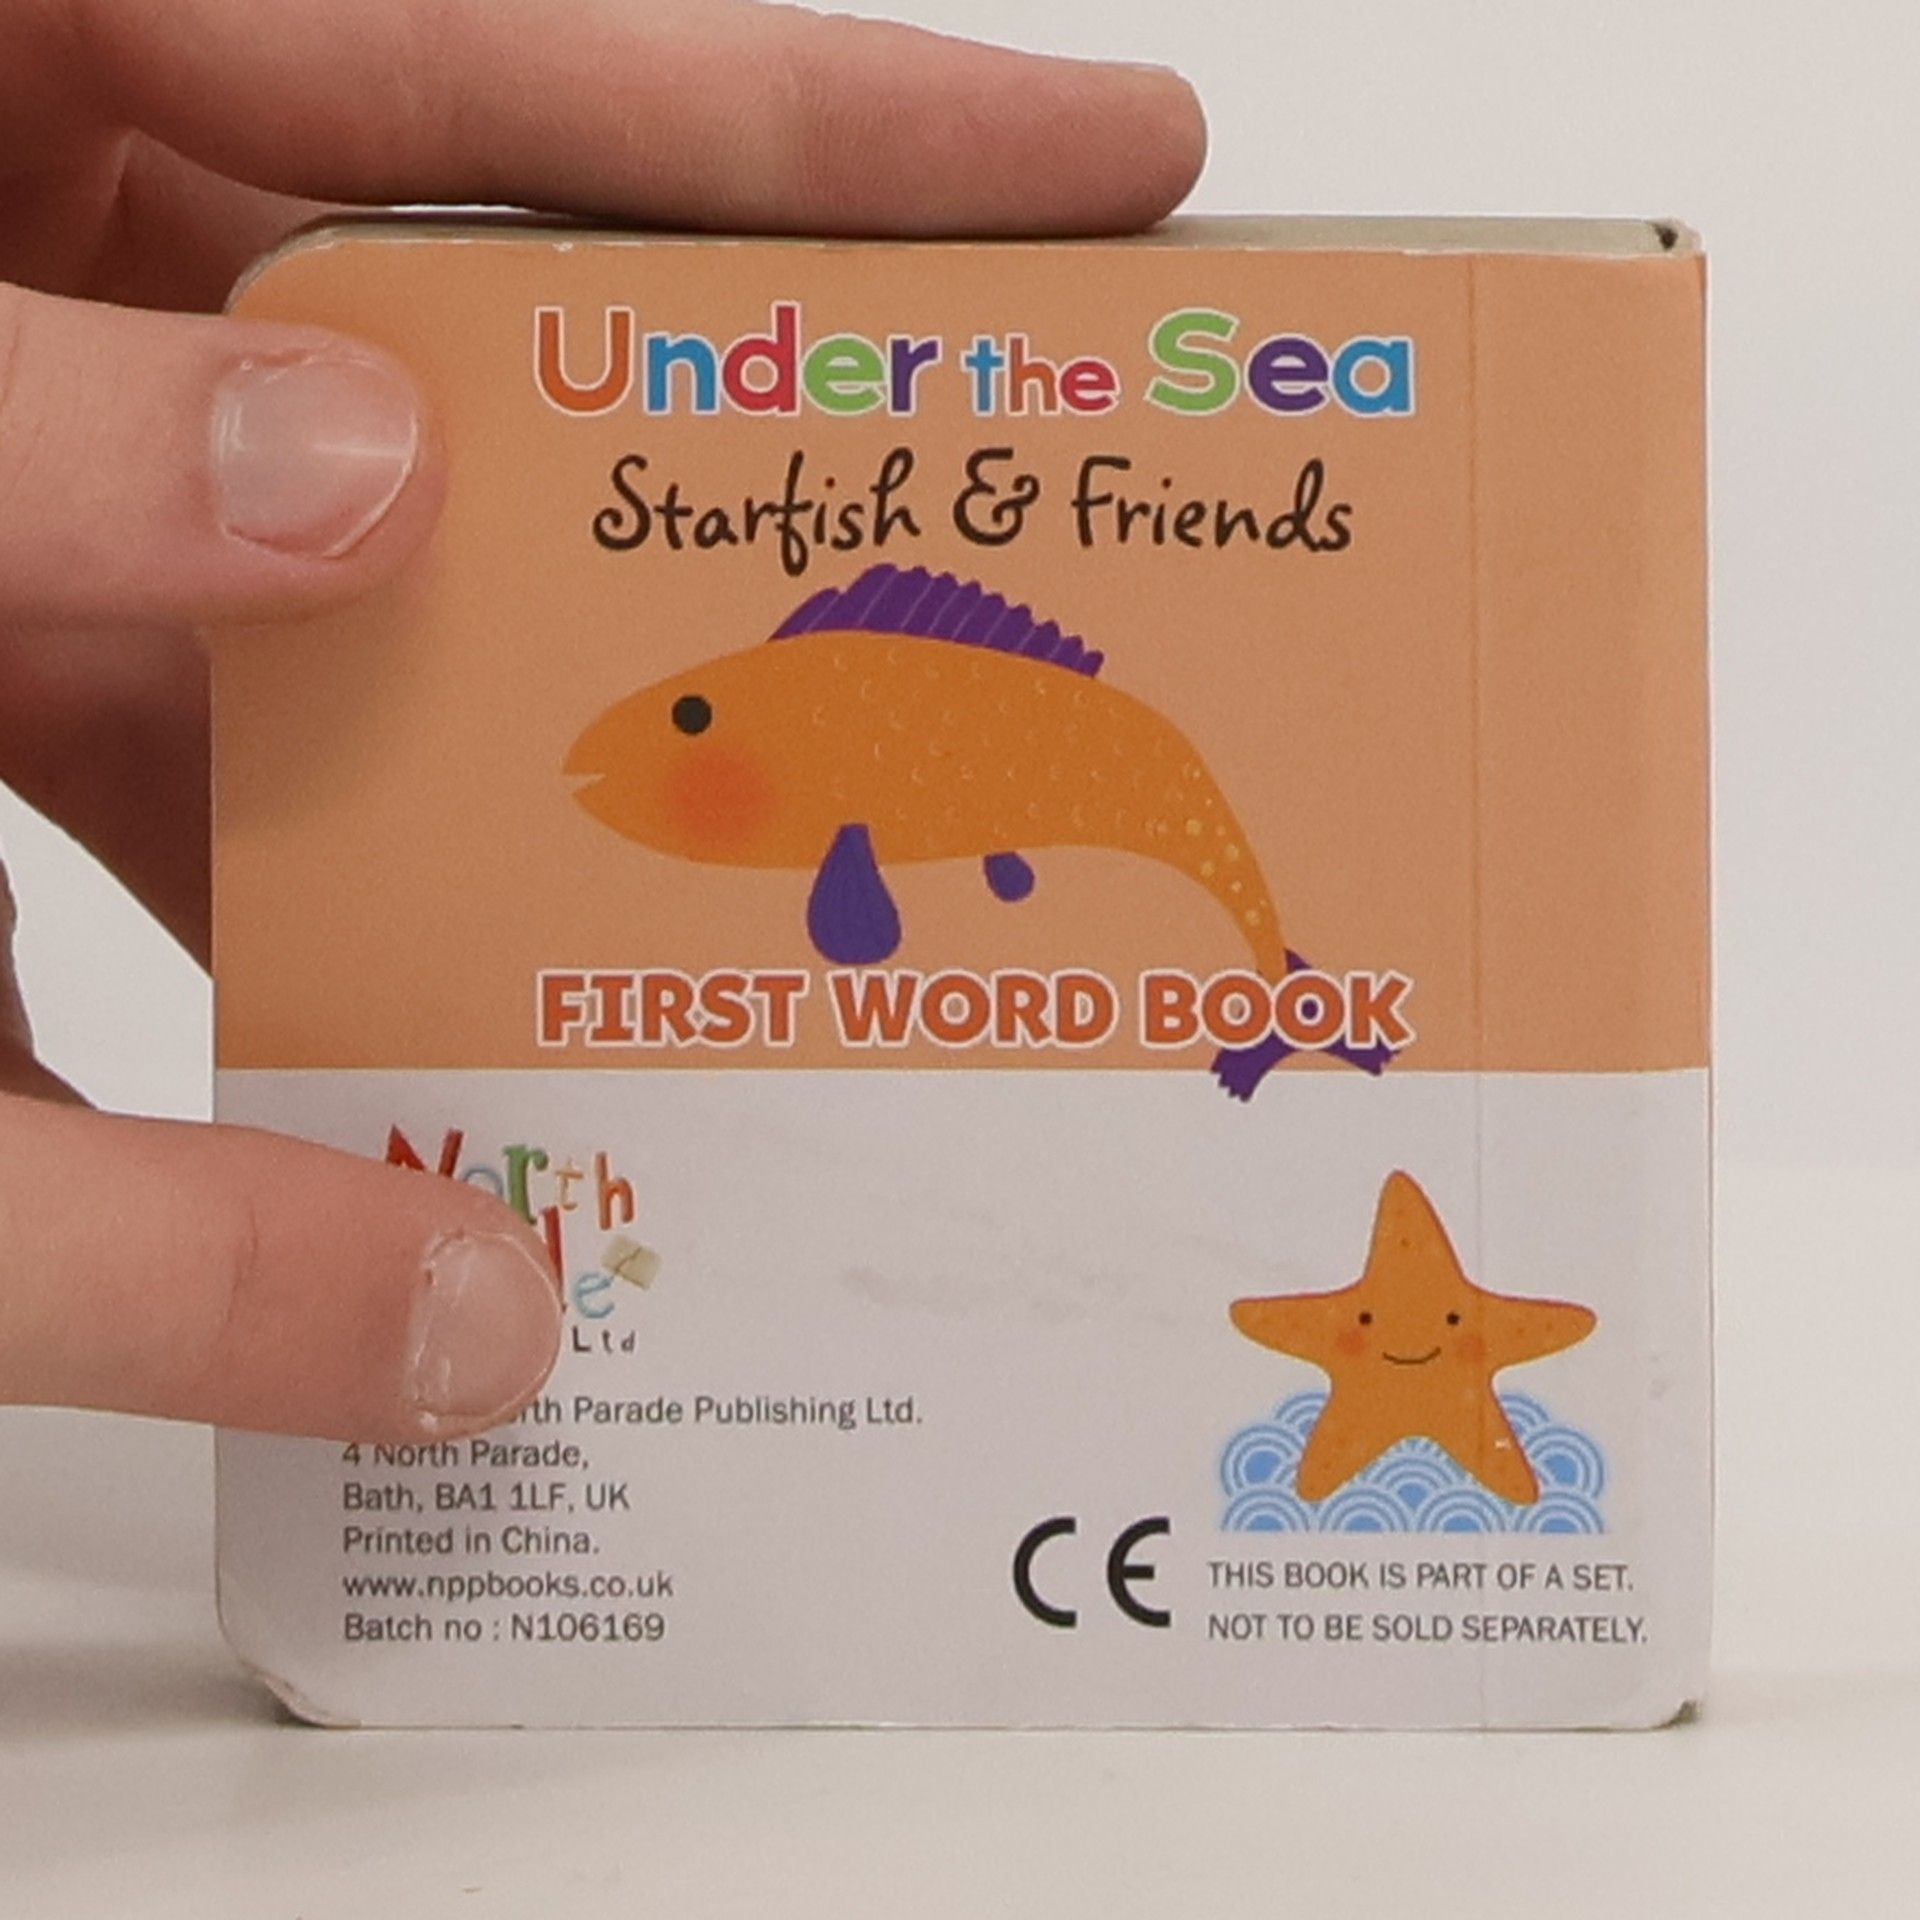 Under the Sea
Starfish & Friends
FIRST WORD BOOK
North
Ltd
Parade Publishing Ltd.
4 North Parade,
Bath, BA1 1LF, UK
Printed in China.
www.nppbooks.co.uk
Batch no : N106169
CE
THIS BOOK IS PART OF A SET.
NOT TO BE SOLD SEPARATELY.